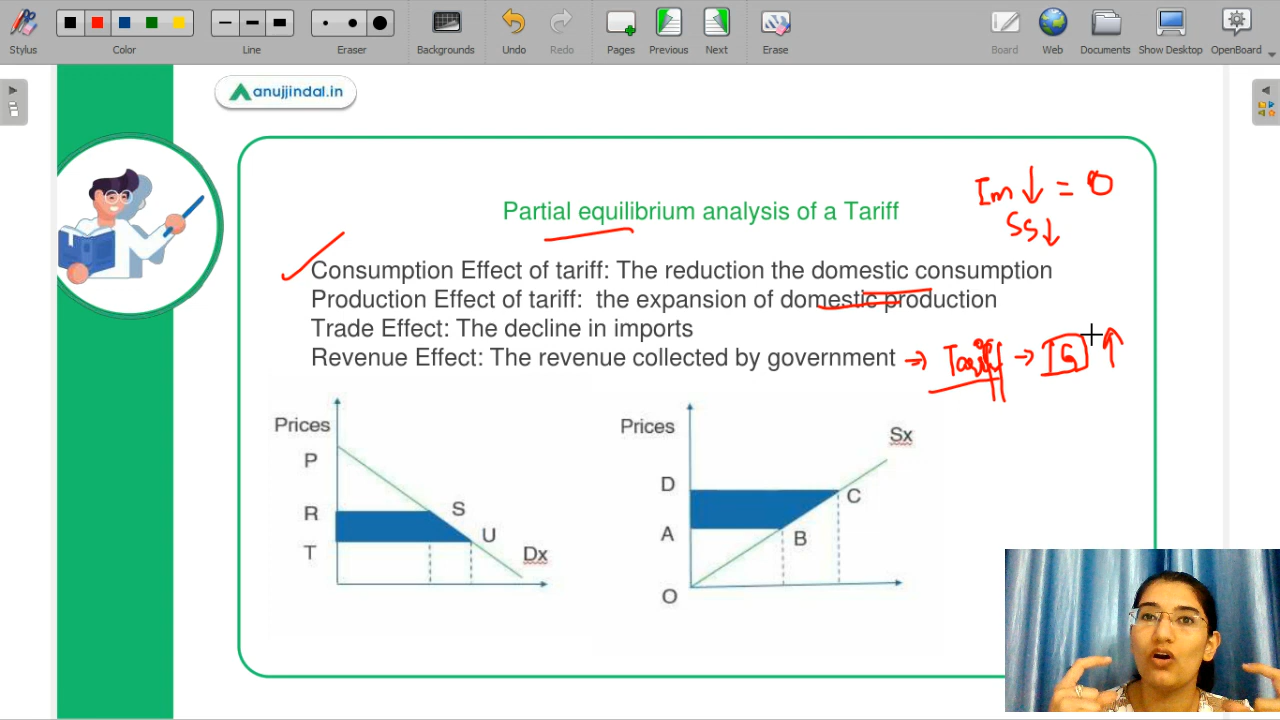 Stylus
Color
Line
Eraser
Backgrounds
Undo
Redo
Pages
Previous
Next
Erase
Board
Web
Documents
Show Desktop
OpenBoard
anujjindal.in
Im ↓ = 0
SS↓
Partial equilibrium analysis of a Tariff
Consumption Effect of tariff: The reduction the domestic consumption
Production Effect of tariff: the expansion of domestic production
Trade Effect: The decline in imports
Revenue Effect: The revenue collected by government → Tariff → ↑
Prices
P
R
T
S
U
Dx
Prices
D
A
O
Sx
C
B